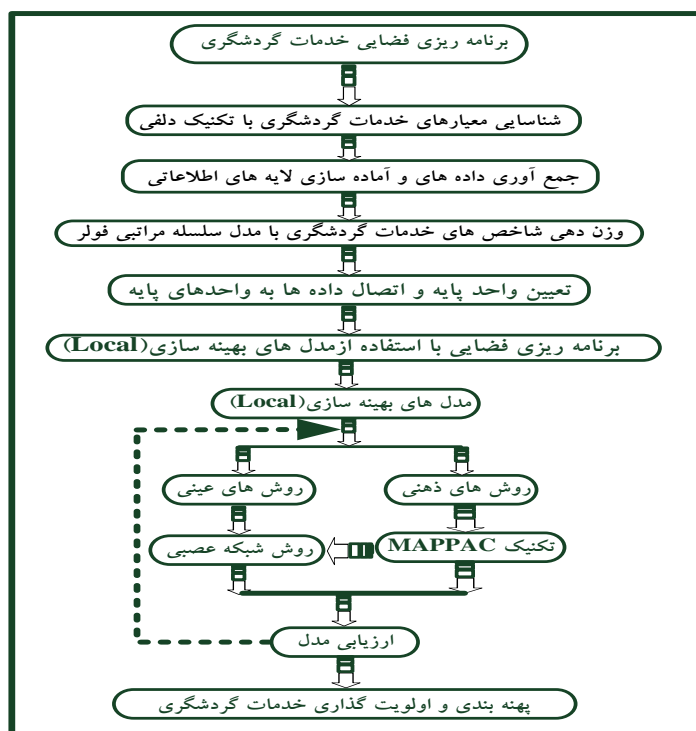 برنامه ریزی فضایی خدمات گردشگری
شناسایی معیارهای خدمات گردشگری با تکنیک دلفی
جمع آوری داده های و آماده سازی لایه های اطلاعاتی
وزن دهی شاخص های خدمات گردشگری با مدل سلسله مراتبی فولر
تعیین واحد پایه و اتصال داده ها به واحدهای پایه
برنامه ریزی فضایی با استفاده ازمدل های بهینه سازی(Local)
مدل های بهینه سازی(Local)
روش های ذهنی
روش های عینی
تکنیک MAPPAC
روش شبکه عصبی
ارزیابی مدل
پهنه بندی و اولویت گذاری خدمات گردشگری